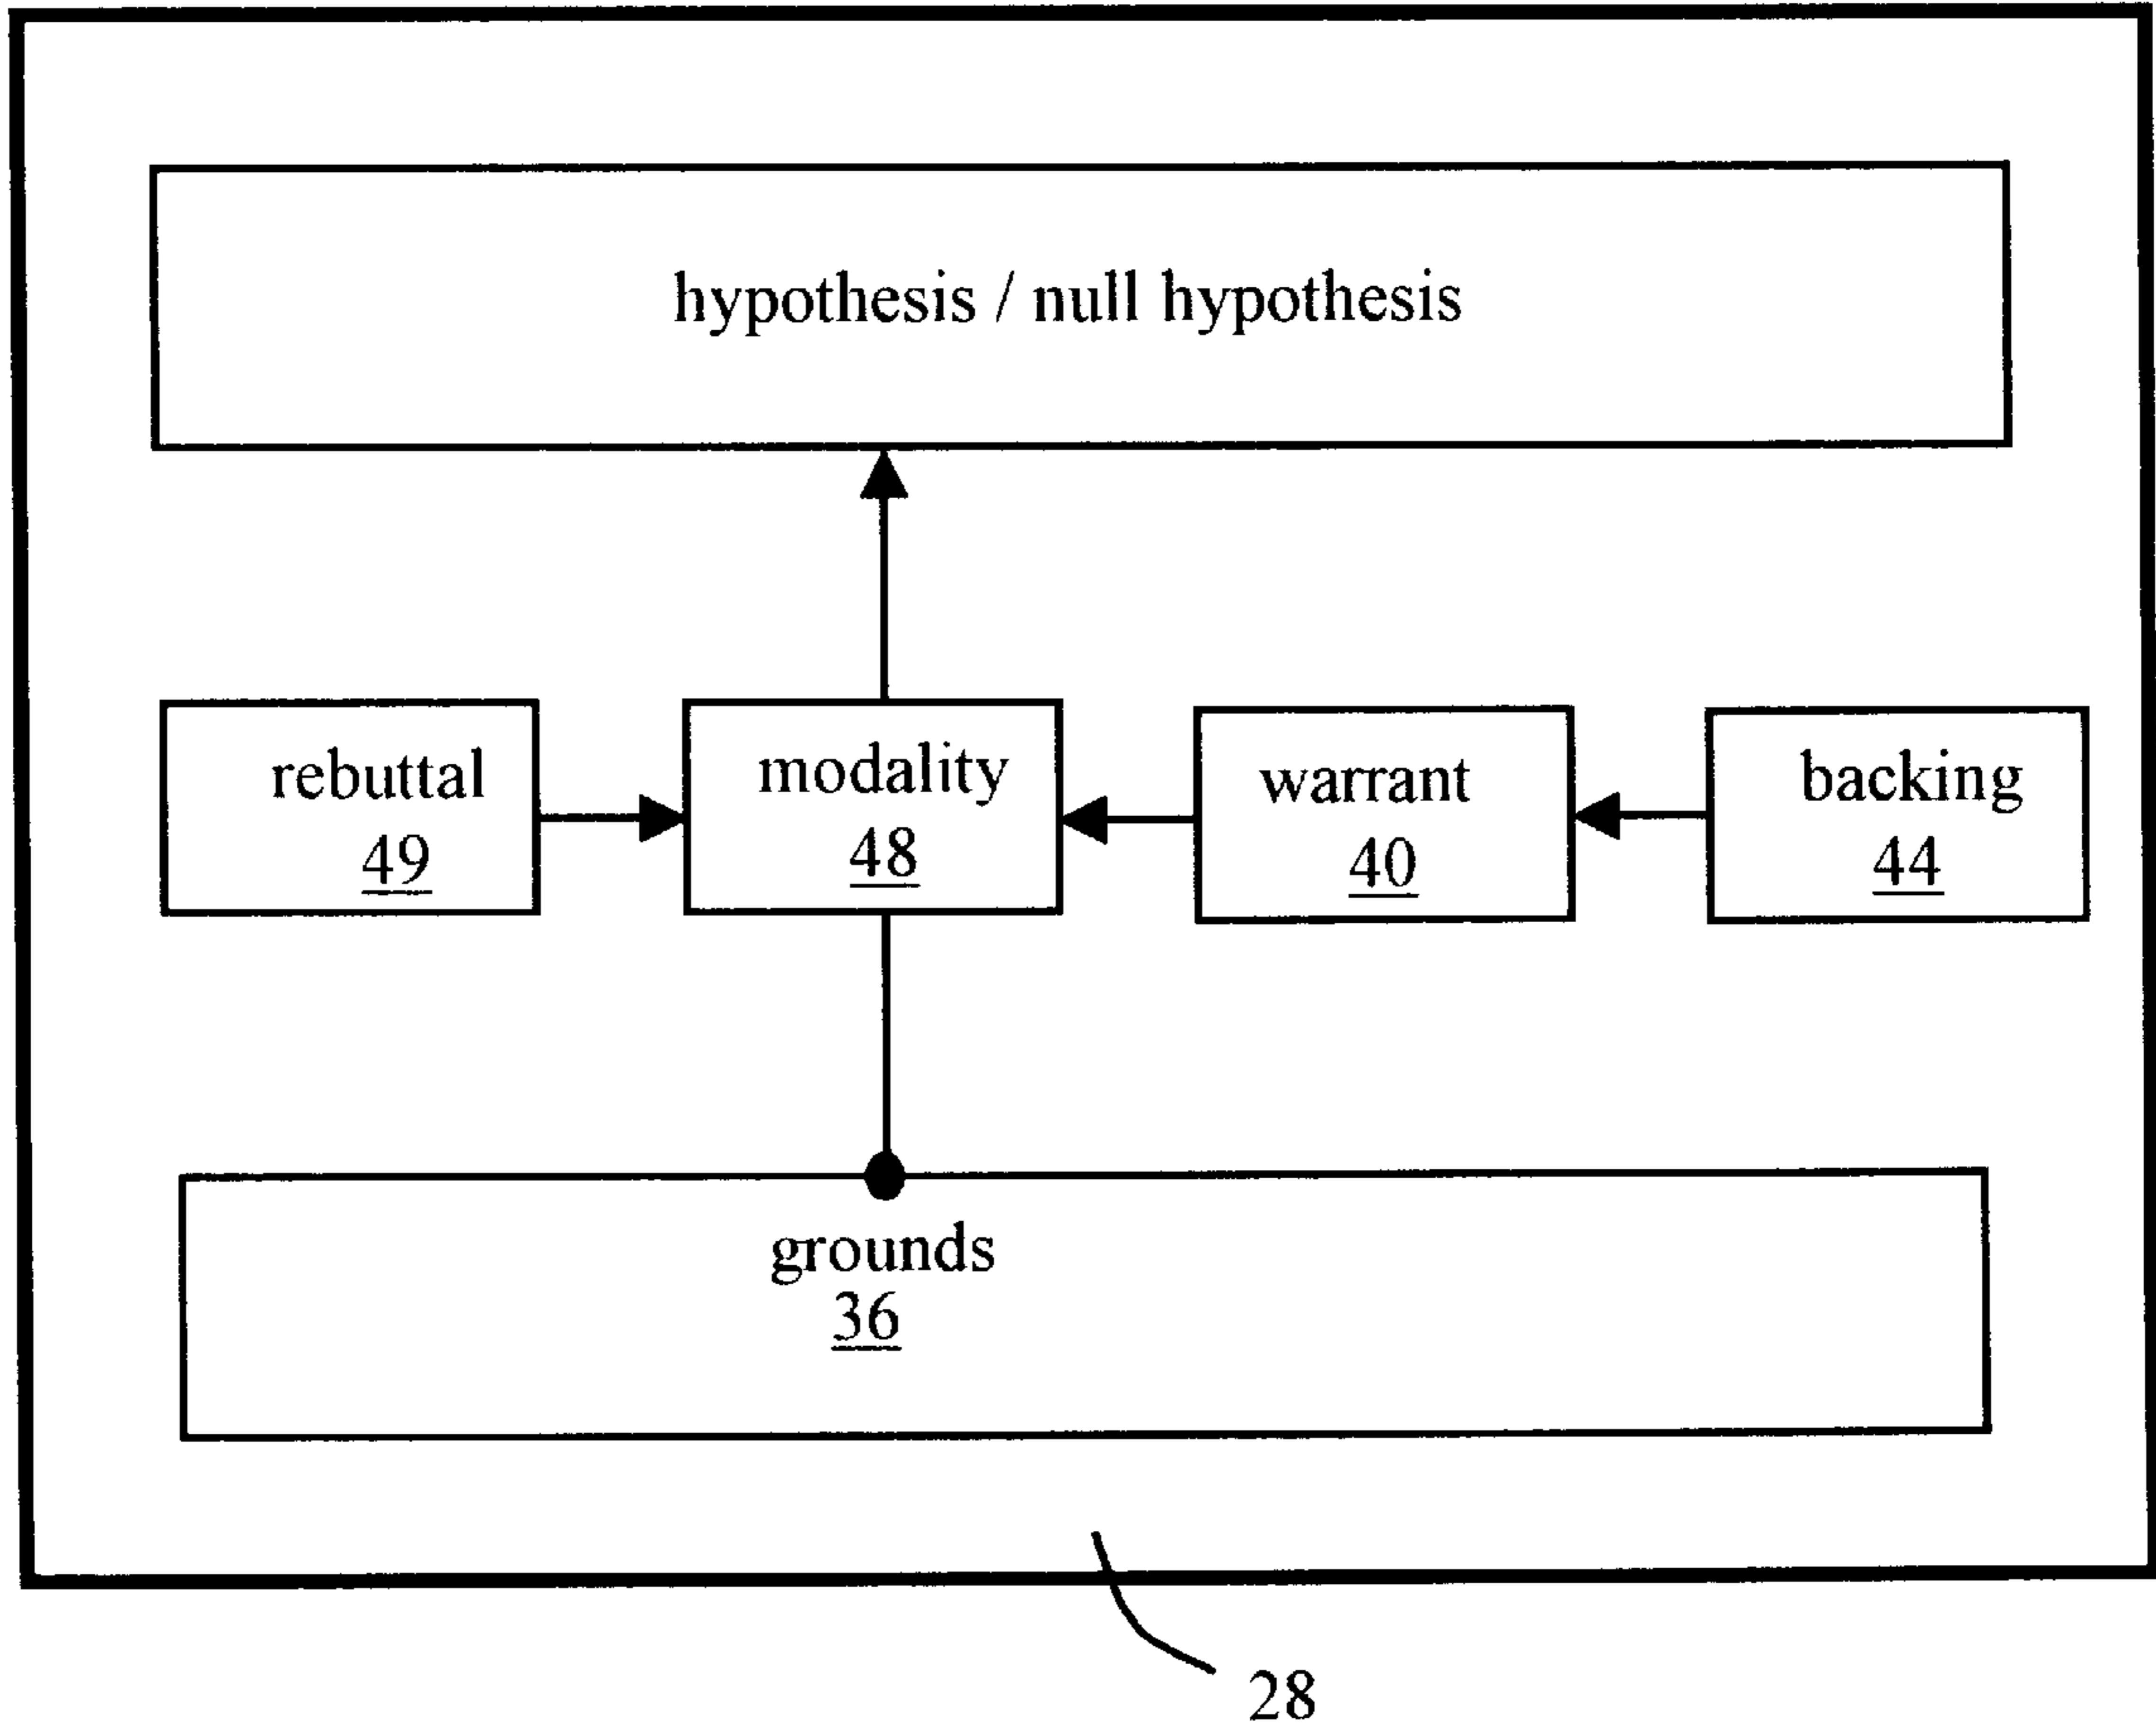 hypothesis / null hypothesis
rebuttal
49
modality
48
warrant
40
backing
44
grounds
36
28